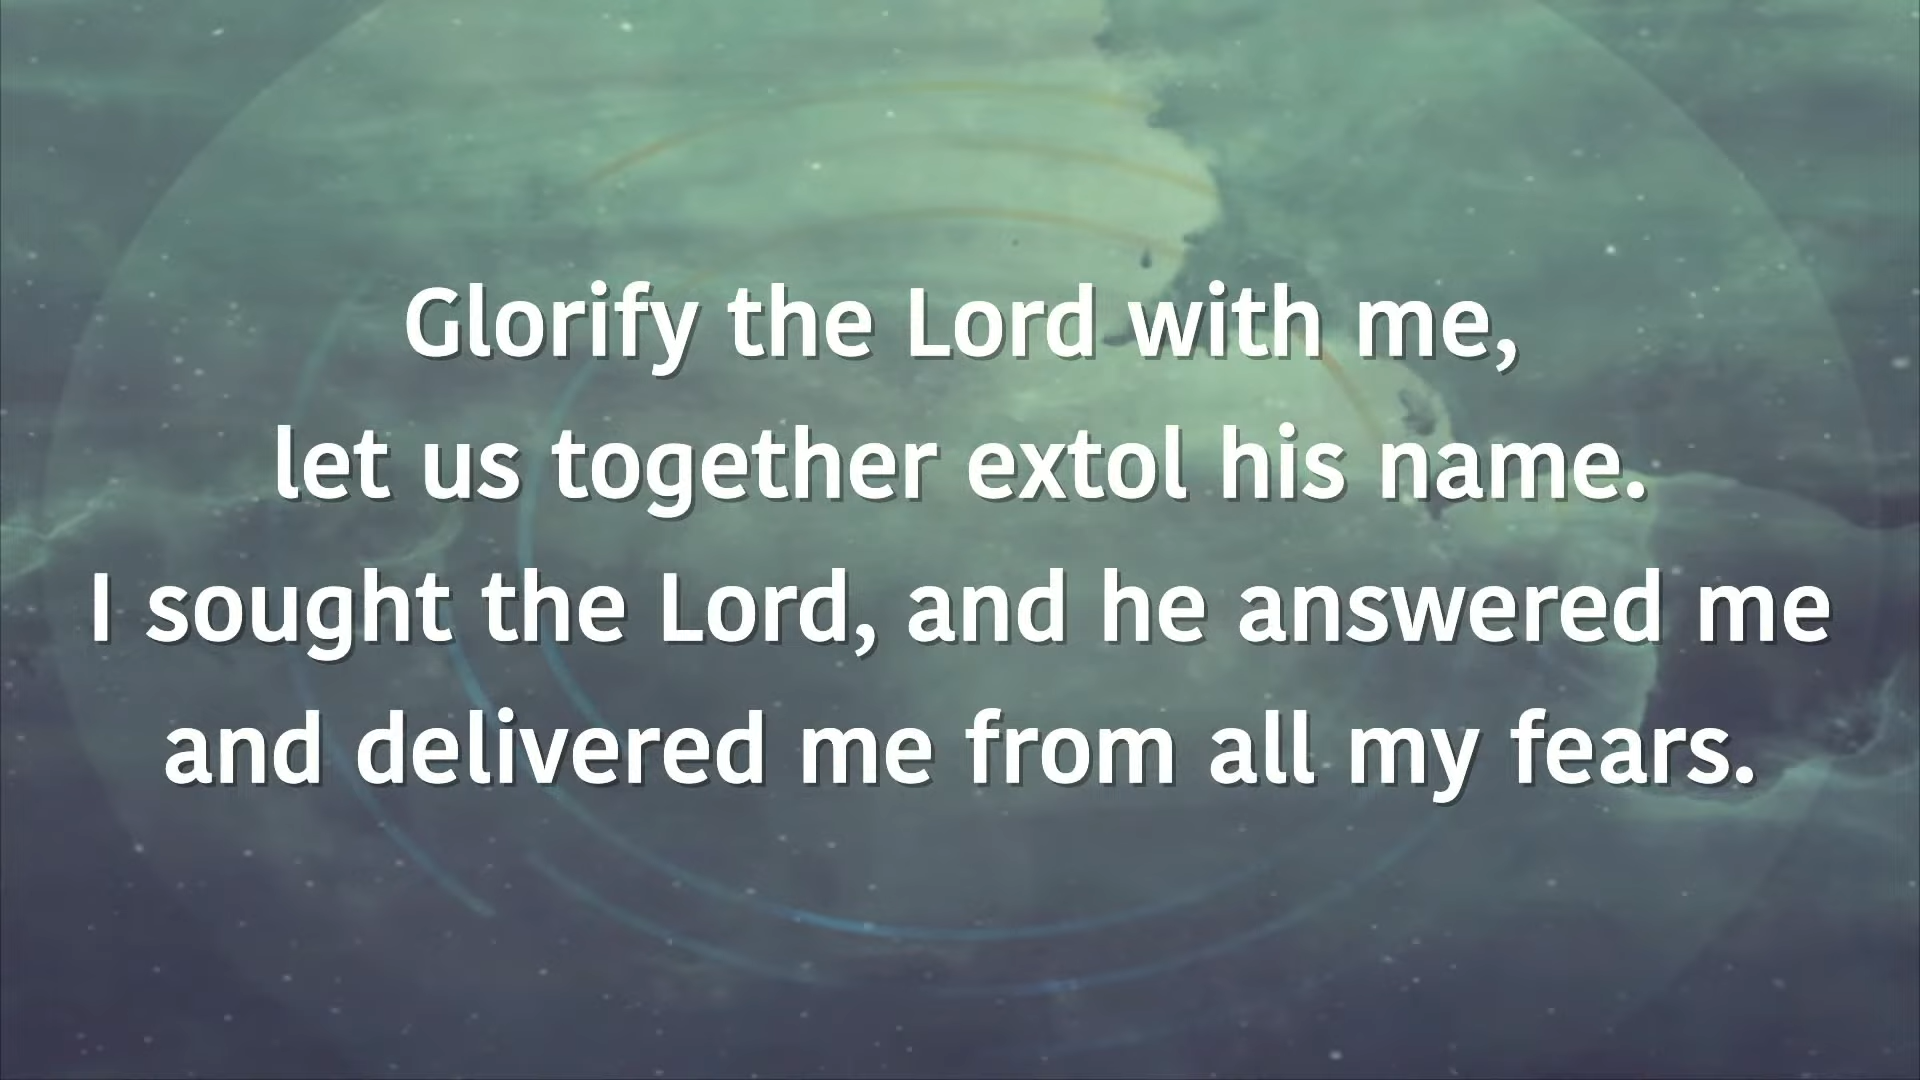 Glorify the Lord with me,
let us together extol his name.
I sought the Lord, and he answered me
and delivered me from all my fears.